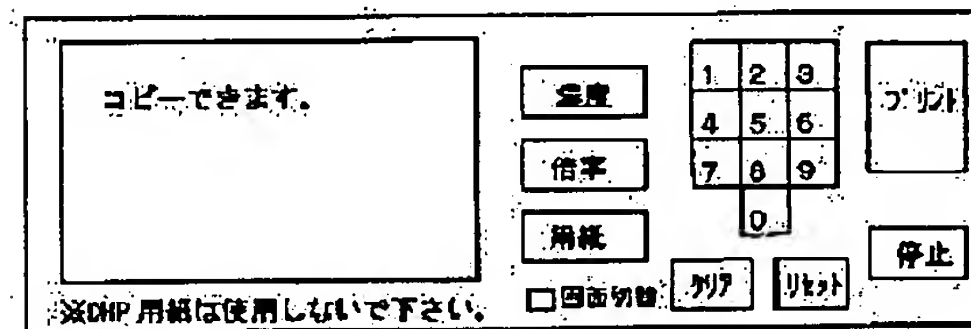 コピーできます。
※OHP用紙は使用しないで下さい。
濃度
倍率
用紙
□画面切替
1 2 3
4 5 6
7 8 9
0
クリア
リセット
プリント
停止